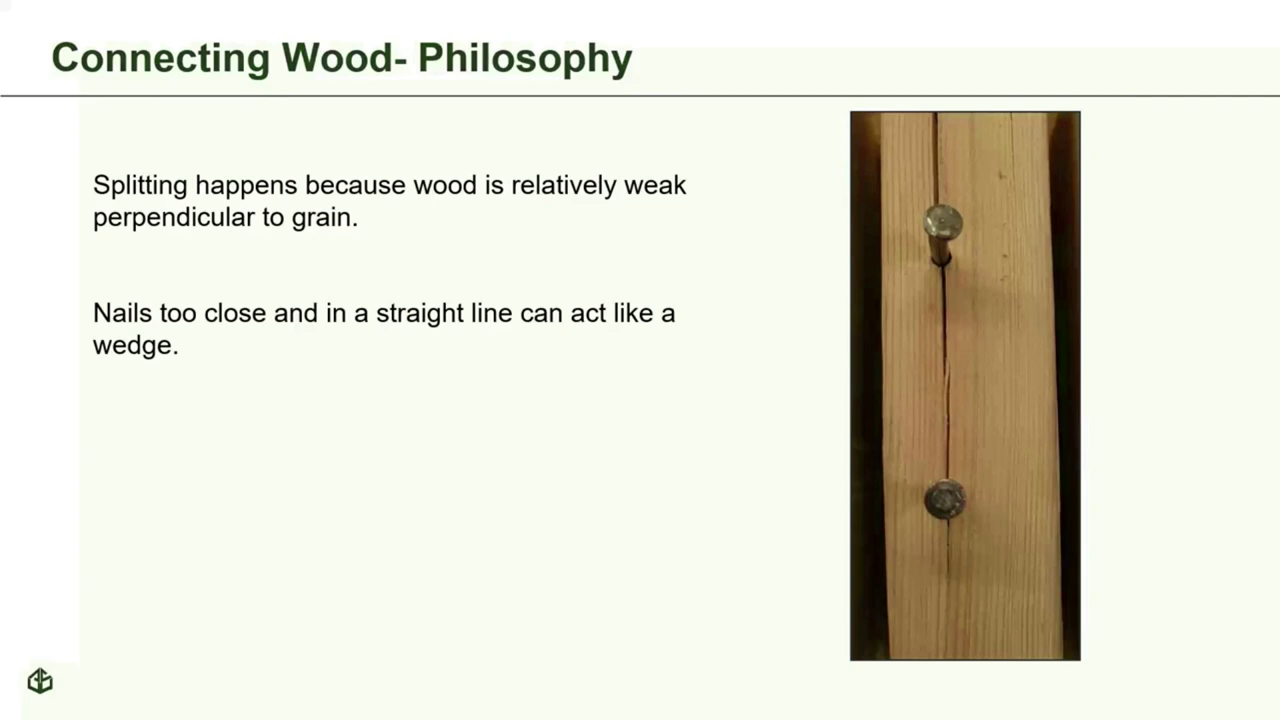 Connecting Wood- Philosophy
Splitting happens because wood is relatively weak
perpendicular to grain.
Nails too close and in a straight line can act like a
wedge.